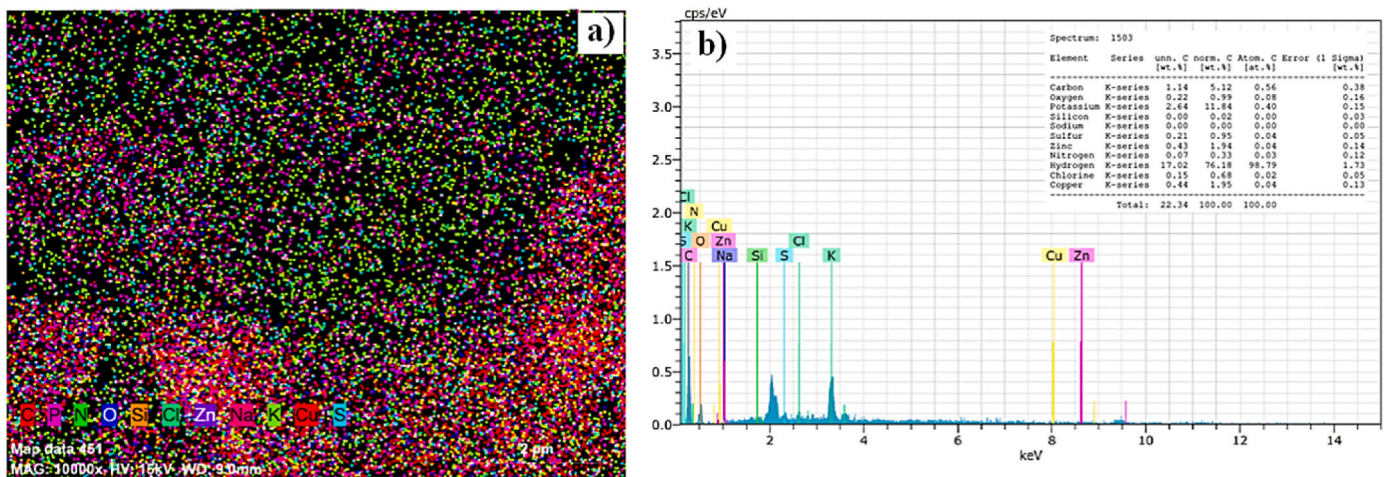 a)
C P N O Si Cl Zn Na K Cu S
Map data 461
2 µm
MAG: 10000x HV: 15kV WD: 9.0mm
b)
cps/eV
3.5
3.0
2.5
2.0
1.5
1.0
0.5
0.0
Cl
N
K Cu
S O Zn Cl
C Na Si S K Cu Zn
2 4 6 8 10 12 14
keV
Spectrum: 1503
Element Series unn. C norm. C Atom. C Error (1 Sigma)
[wt.%] [wt.%] [at.%] [wt.%]
Carbon K-series 1.14 5.12 0.56 0.38
Oxygen K-series 0.22 0.99 0.08 0.16
Potassium K-series 2.64 11.84 0.40 0.15
Silicon K-series 0.00 0.02 0.00 0.03
Sodium K-series 0.00 0.00 0.00 0.00
Sulfur K-series 0.21 0.95 0.04 0.05
Zinc K-series 0.43 1.94 0.04 0.14
Nitrogen K-series 0.07 0.33 0.03 0.12
Hydrogen K-series 17.02 76.18 98.79 1.73
Chlorine K-series 0.15 0.68 0.02 0.05
Copper K-series 0.44 1.95 0.04 0.13
Total: 22.34 100.00 100.00